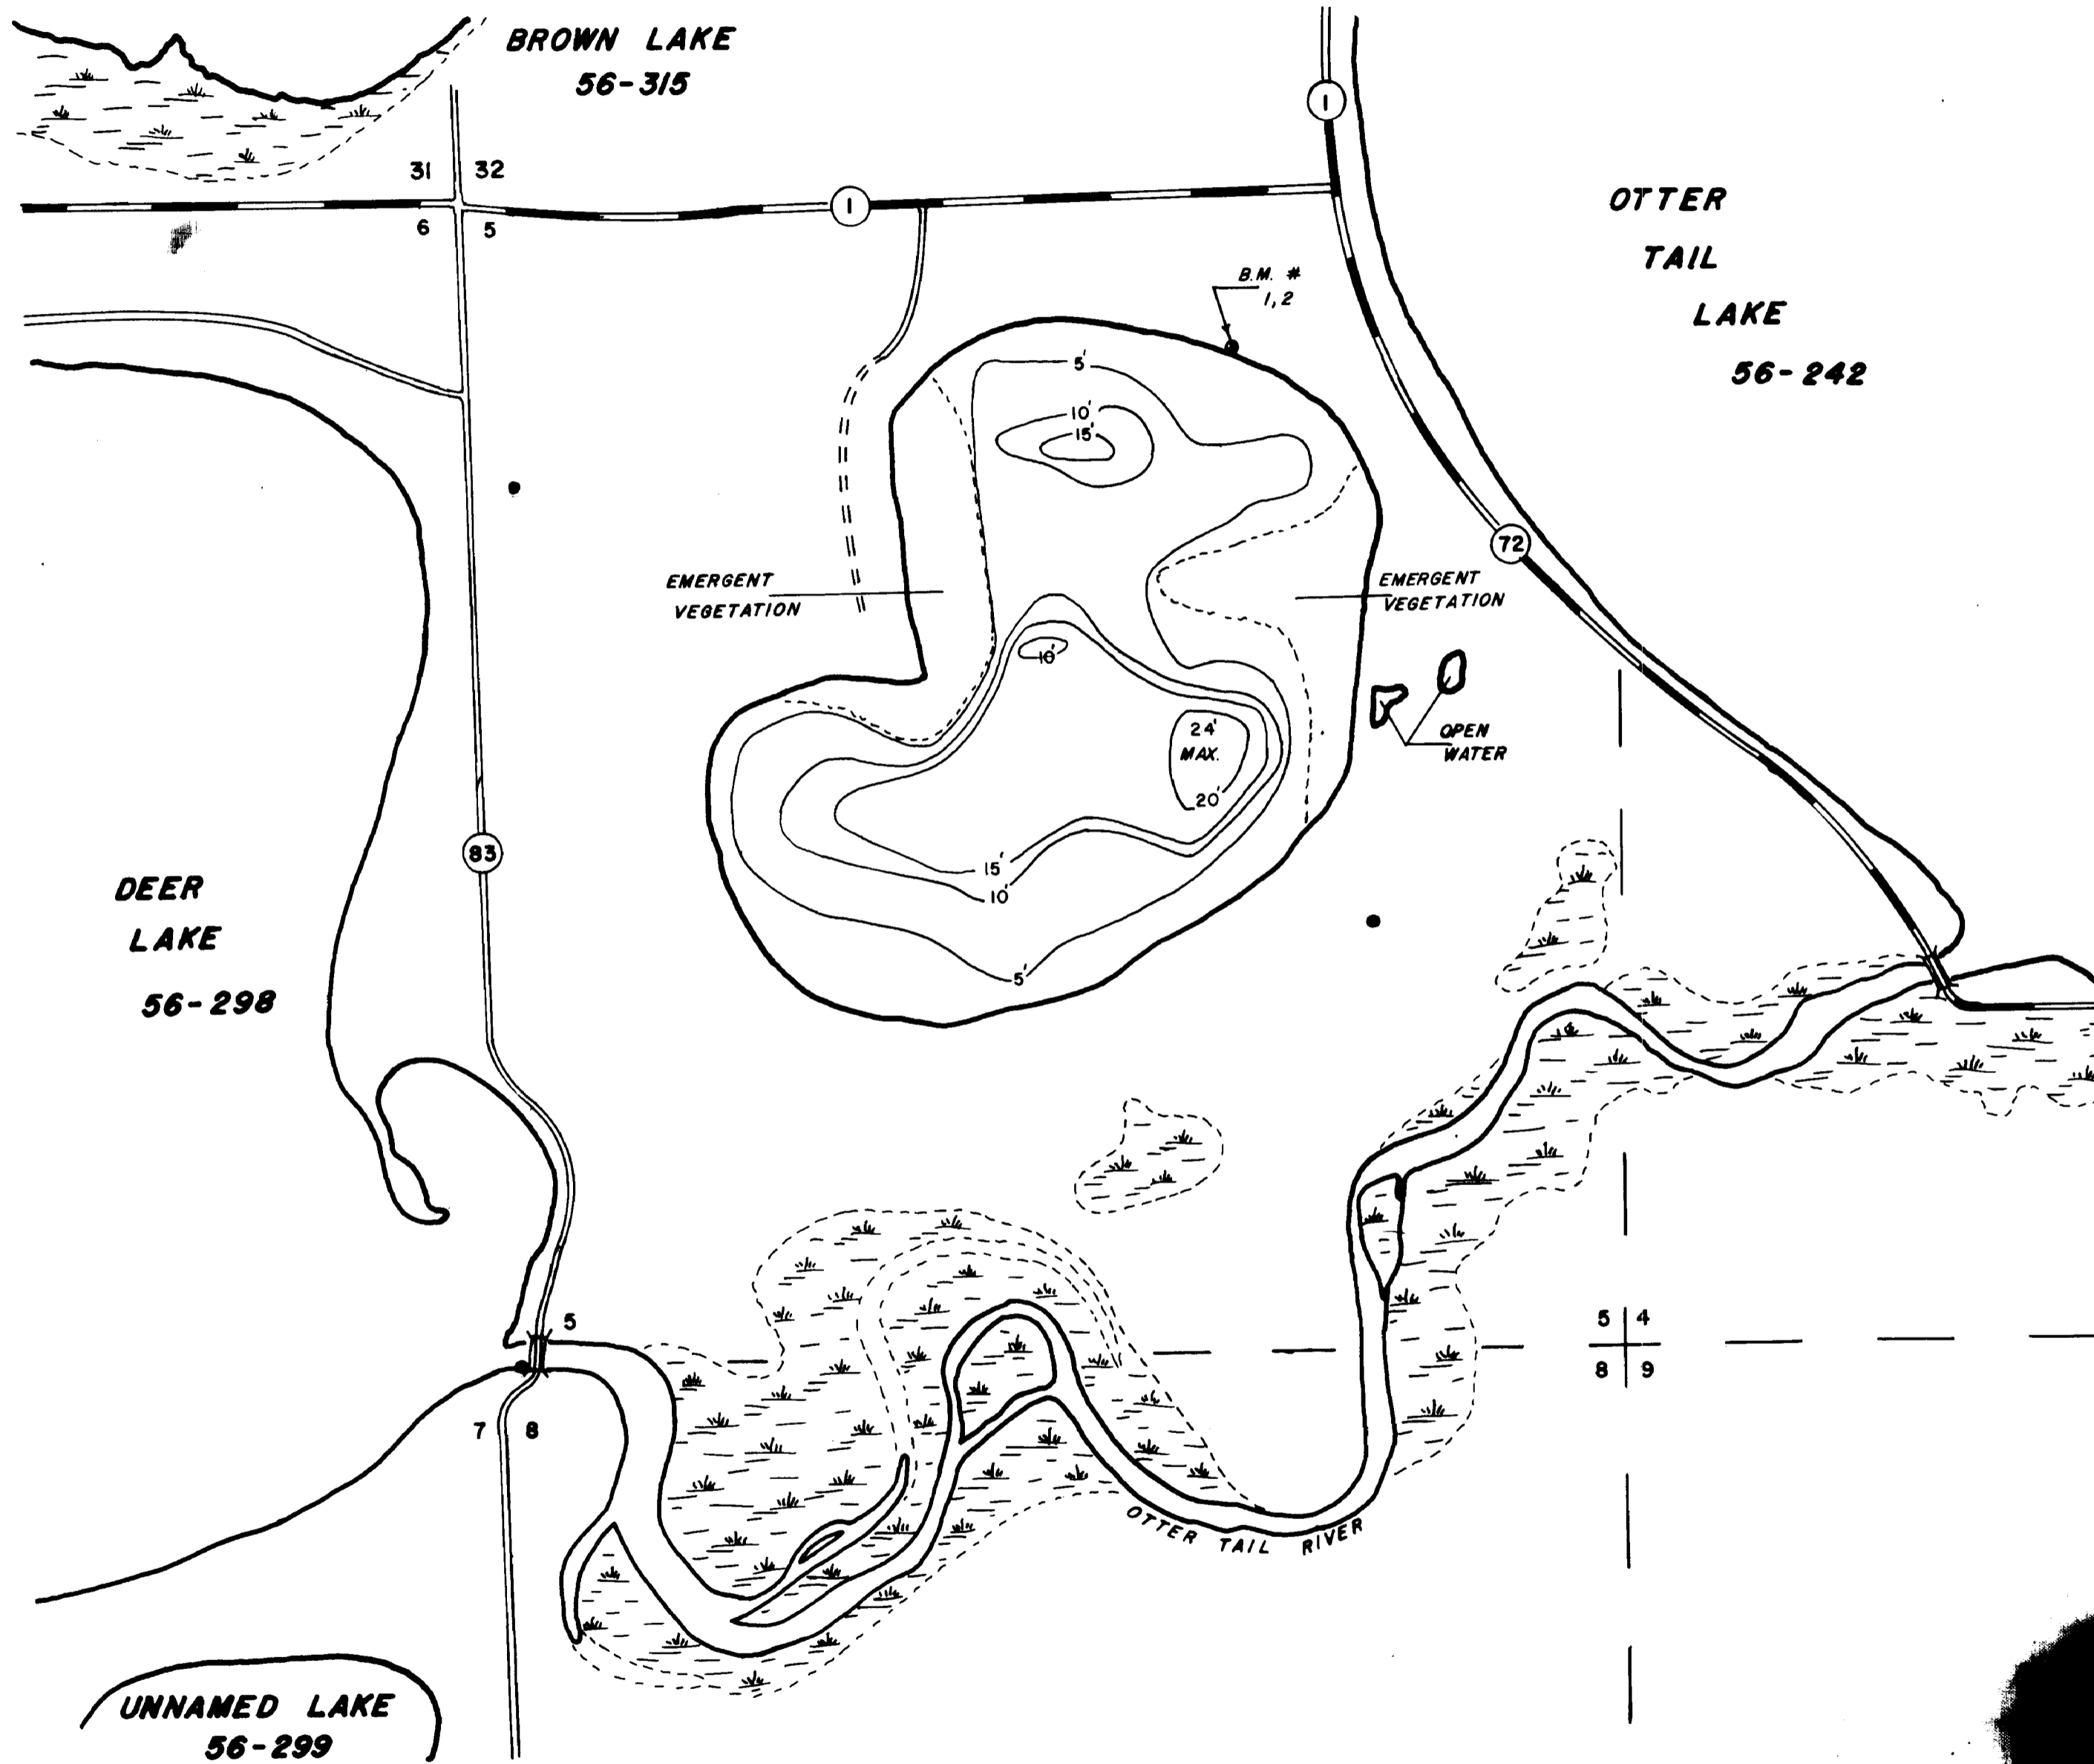 BROWN LAKE
56-315
1
31 32
6 5
1
OTTER
TAIL
LAKE
56-242
B.M. #
1, 2
5'
10'
15'
72
EMERGENT
VEGETATION
EMERGENT
VEGETATION
10'
24'
MAX.
20'
OPEN
WATER
83
15'
10'
DEER
LAKE
56-298
5'
5
5 4
8 9
7 8
OTTER TAIL RIVER
UNNAMED LAKE
56-299